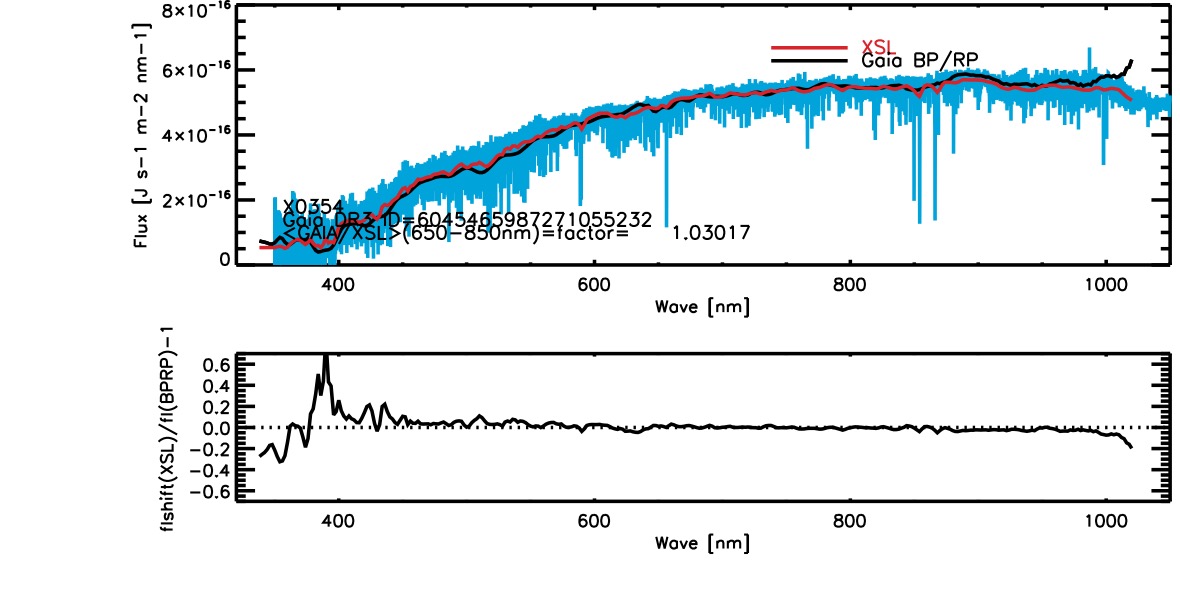 8×10−16
6×10−16
4×10−16
2×10−16
0
Flux [J s−1 m−2 nm−1]
XSL
Gaia BP/RP
X0354
Gaia DR3 ID=6045465987271055232
<GAIA/XSL>(650−850nm)=factor= 1.03017
400 600 800 1000
Wave [nm]
flshift(XSL)/fl(BPRP)−1
0.6
0.4
0.2
0.0
−0.2
−0.4
−0.6
400 600 800 1000
Wave [nm]